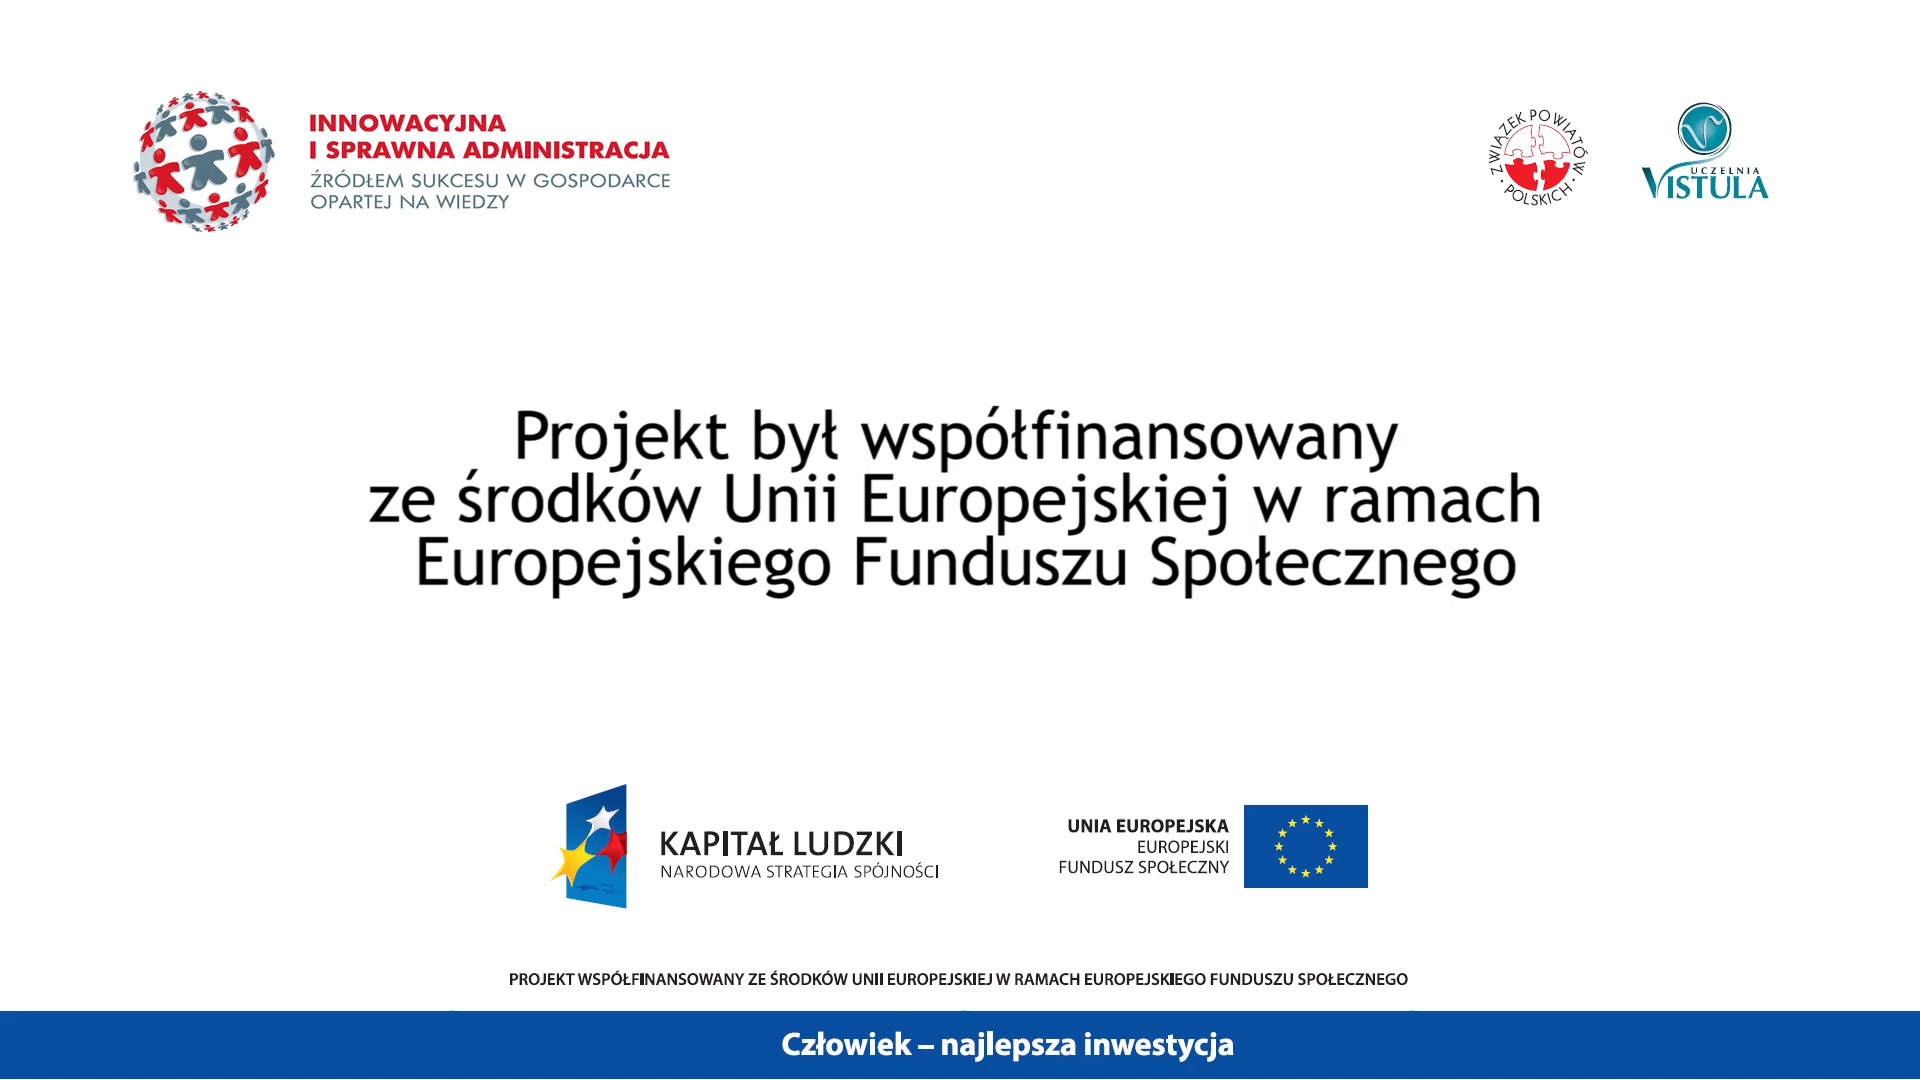 INNOWACYJNA
I SPRAWNA ADMINISTRACJA
ŹRÓDŁEM SUKCESU W GOSPODARCE
OPARTEJ NA WIEDZY
ZWIĄZEK POWIATÓW
· POLSKICH ·
UCZELNIA
VISTULA
Projekt był współfinansowany
ze środków Unii Europejskiej w ramach
Europejskiego Funduszu Społecznego
KAPITAŁ LUDZKI
NARODOWA STRATEGIA SPÓJNOŚCI
UNIA EUROPEJSKA
EUROPEJSKI
FUNDUSZ SPOŁECZNY
PROJEKT WSPÓŁFINANSOWANY ZE ŚRODKÓW UNII EUROPEJSKIEJ W RAMACH EUROPEJSKIEGO FUNDUSZU SPOŁECZNEGO
Człowiek – najlepsza inwestycja